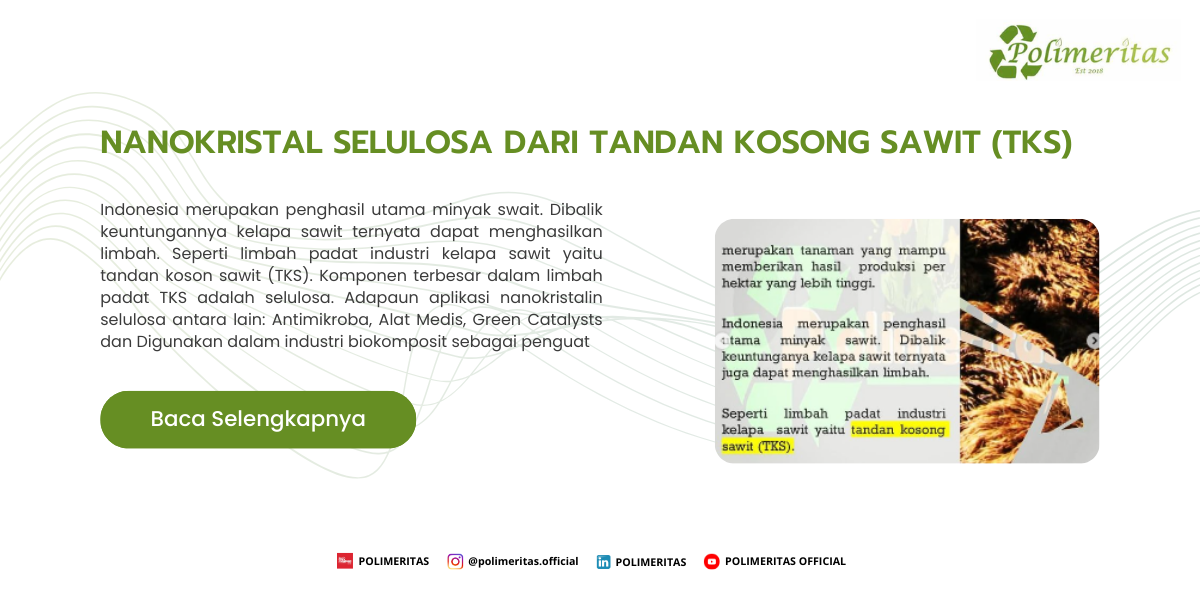 Polimeritas
Est 2018
NANOKRISTAL SELULOSA DARI TANDAN KOSONG SAWIT (TKS)
Indonesia merupakan penghasil utama minyak swait. Dibalik
keuntungannya kelapa sawit ternyata dapat menghasilkan
limbah. Seperti limbah padat industri kelapa sawit yaitu
tandan koson sawit (TKS). Komponen terbesar dalam limbah
padat TKS adalah selulosa. Adapaun aplikasi nanokristalin
selulosa antara lain: Antimikroba, Alat Medis, Green Catalysts
dan Digunakan dalam industri biokomposit sebagai penguat
Baca Selengkapnya
merupakan tanaman yang mampu
memberikan hasil produksi per
hektar yang lebih tinggi.
Indonesia merupakan penghasil
utama minyak sawit. Dibalik
keuntunganya kelapa sawit ternyata
juga dapat menghasilkan limbah.
Seperti limbah padat industri
kelapa sawit yaitu tandan kosong
sawit (TKS).
POLIMERITAS
@polimeritas.official
POLIMERITAS
POLIMERITAS OFFICIAL